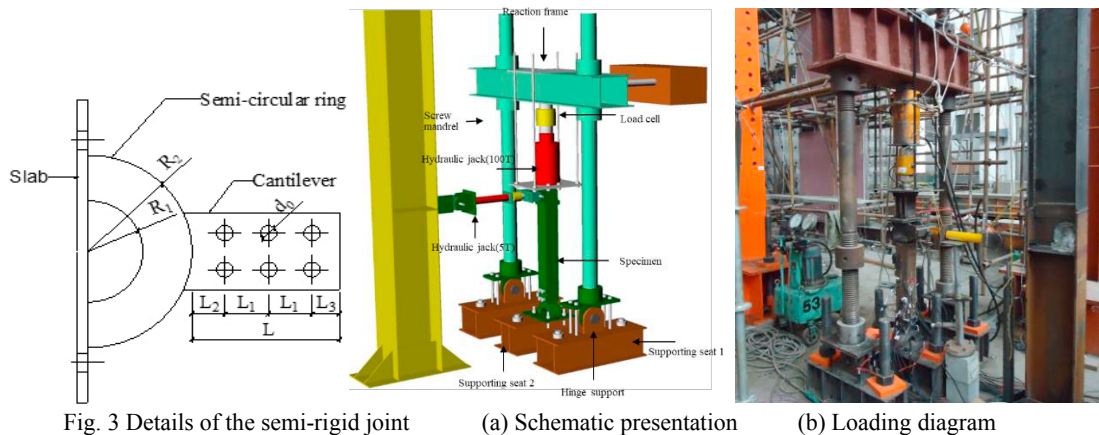 Slab
Semi-circular ring
R2
R1
Cantilever
d0
L2 L1 L1 L3
L
Reaction frame
Screw
mandrel
Load cell
Hydraulic jack(100T)
Hydraulic jack(5T)
Specimen
Supporting seat 1
Supporting seat 2
Hinge support
53
Fig. 3 Details of the semi-rigid joint (a) Schematic presentation (b) Loading diagram